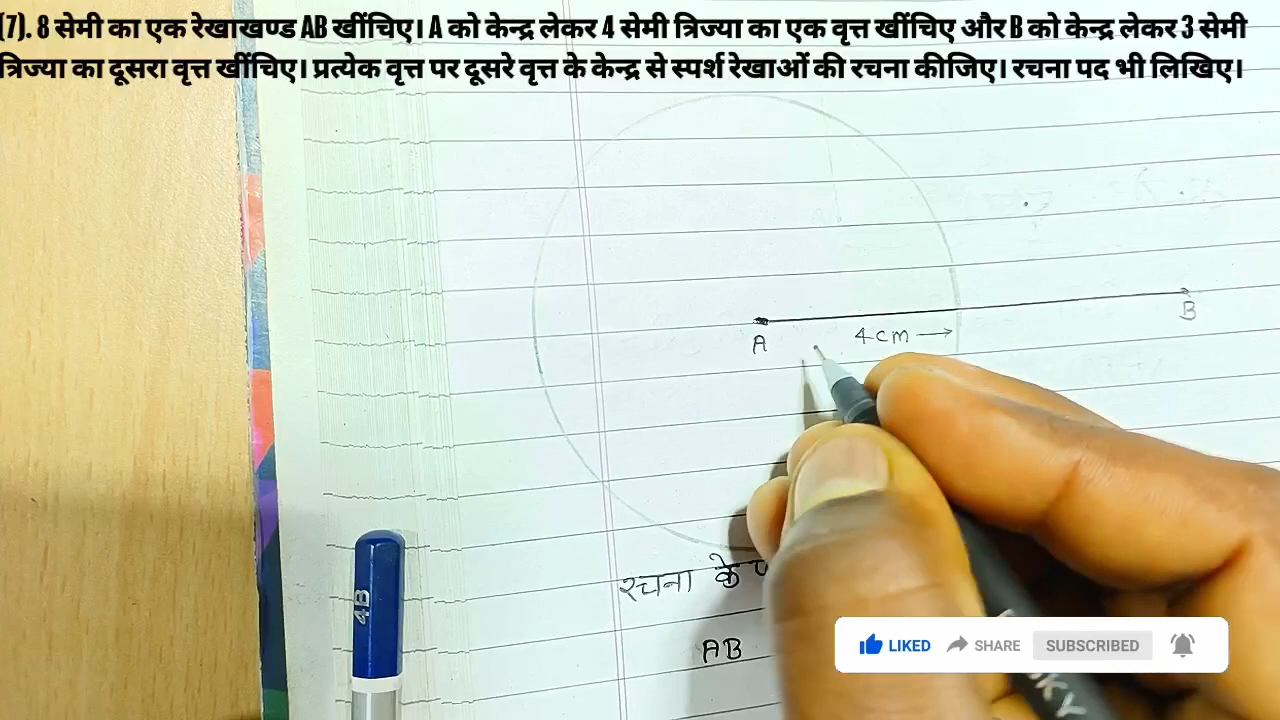 (7). 8 सेमी का एक रेखाखण्ड AB खींचिए। A को केन्द्र लेकर 4 सेमी त्रिज्या का एक वृत्त खींचिए और B को केन्द्र लेकर 3 सेमी
त्रिज्या का दूसरा वृत्त खींचिए। प्रत्येक वृत्त पर दूसरे वृत्त के केन्द्र से स्पर्श रेखाओं की रचना कीजिए। रचना पद भी लिखिए।
A
4cm
B
रचना के
AB
4B
LIKED SHARE SUBSCRIBED